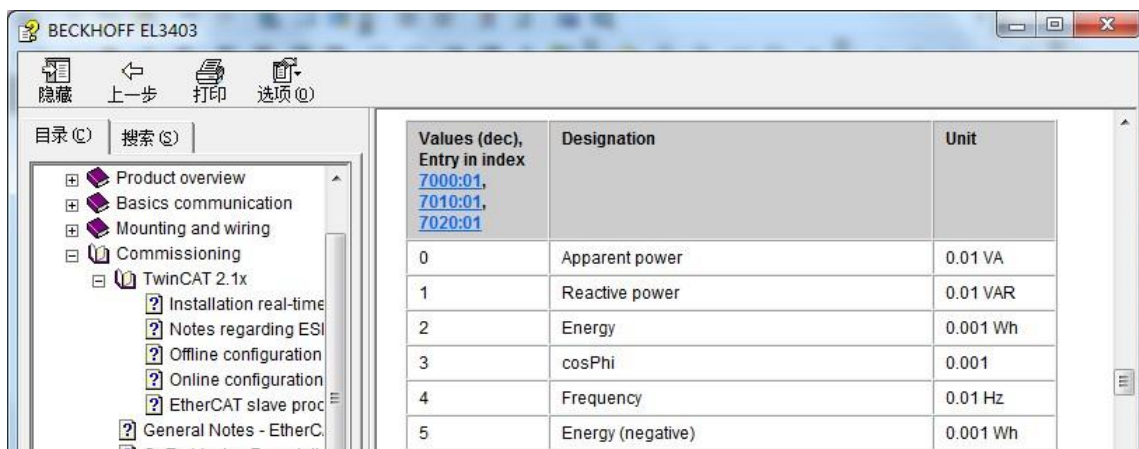 BECKHOFF EL3403
隐藏 上一步 打印 选项(O)
目录(C) 搜索(S)
Product overview
Basics communication
Mounting and wiring
Commissioning
TwinCAT 2.1x
Installation real-time
Notes regarding ESI
Offline configuration
Online configuration
EtherCAT slave proc
General Notes - EtherC.
Values (dec), Entry in index 7000:01, 7010:01, 7020:01 Designation Unit
0 Apparent power 0.01 VA
1 Reactive power 0.01 VAR
2 Energy 0.001 Wh
3 cosPhi 0.001
4 Frequency 0.01 Hz
5 Energy (negative) 0.001 Wh